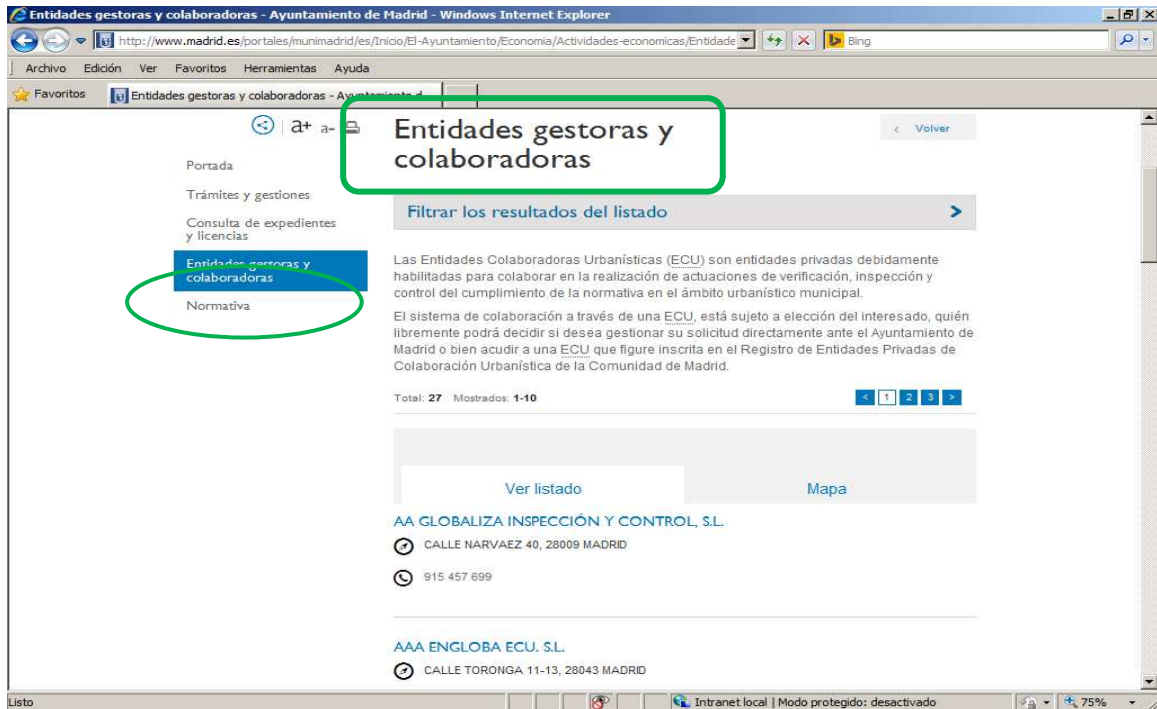 Entidades gestoras y colaboradoras - Ayuntamiento de Madrid - Windows Internet Explorer
http://www.madrid.es/portales/munimadrid/es/Inicio/El-Ayuntamiento/Economia/Actividades-economicas/Entidade
Bing
Archivo Edición Ver Favoritos Herramientas Ayuda
Favoritos
Entidades gestoras y colaboradoras - Ayuntamiento d...
a+ a-
Entidades gestoras y
colaboradoras
< Volver
Portada
Trámites y gestiones
Consulta de expedientes
y licencias
Entidades gestoras y
colaboradoras
Normativa
Filtrar los resultados del listado >
Las Entidades Colaboradoras Urbanísticas (ECU) son entidades privadas debidamente
habilitadas para colaborar en la realización de actuaciones de verificación, inspección y
control del cumplimiento de la normativa en el ámbito urbanístico municipal.
El sistema de colaboración a través de una ECU, está sujeto a elección del interesado, quién
libremente podrá decidir si desea gestionar su solicitud directamente ante el Ayuntamiento de
Madrid o bien acudir a una ECU que figure inscrita en el Registro de Entidades Privadas de
Colaboración Urbanística de la Comunidad de Madrid.
Total: 27 Mostrados: 1-10
< 1 2 3 >
Ver listado
Mapa
AA GLOBALIZA INSPECCIÓN Y CONTROL, S.L.
CALLE NARVAEZ 40, 28009 MADRID
915 457 699
AAA ENGLOBA ECU. S.L.
CALLE TORONGA 11-13, 28043 MADRID
Listo
Intranet local | Modo protegido: desactivado
75%